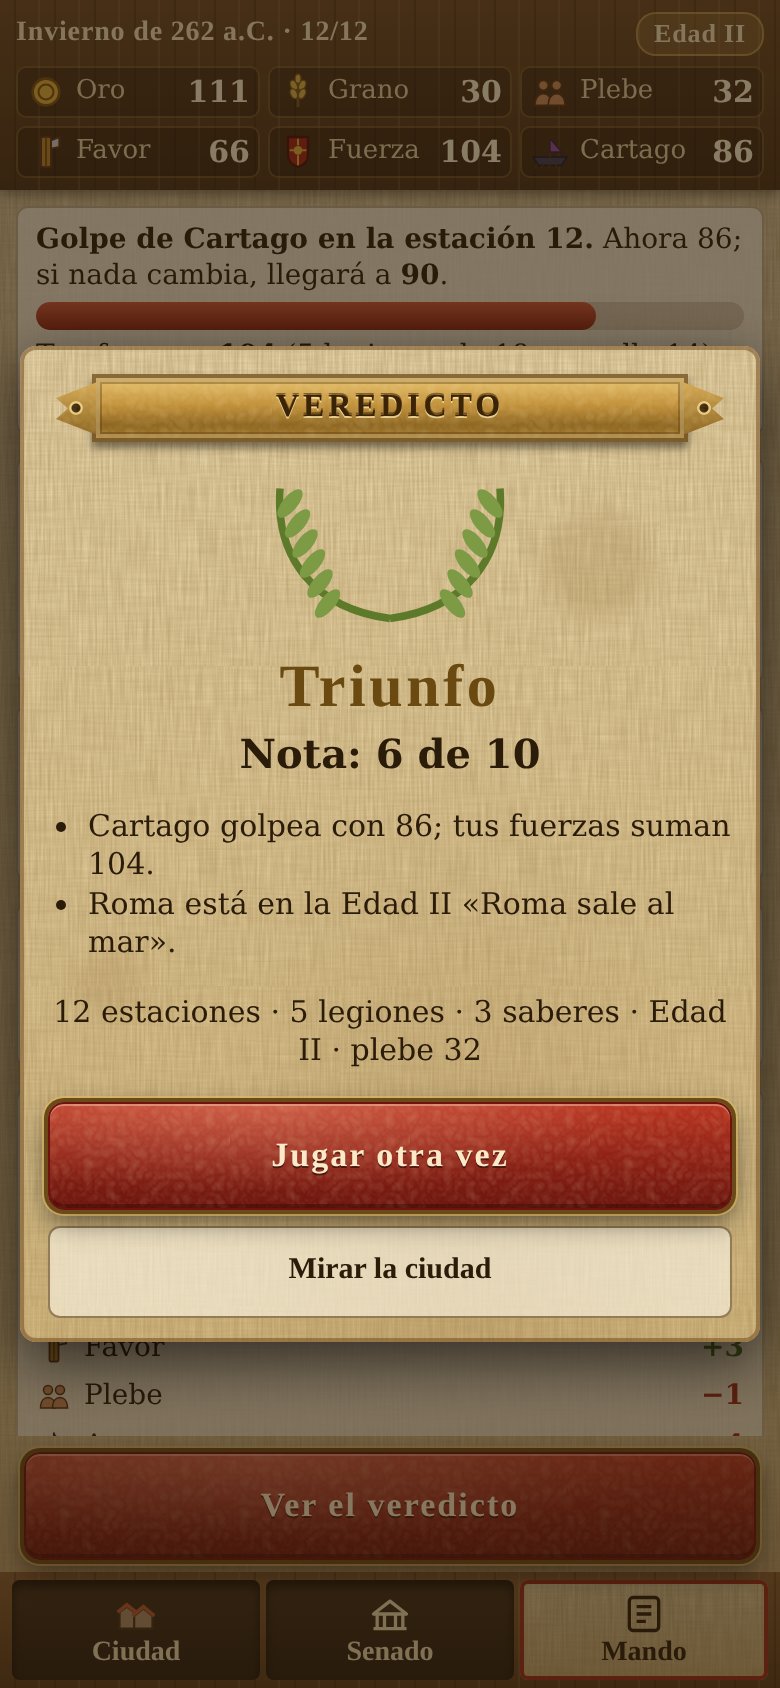 Invierno de 262 a.C. · 12/12
Edad II
Oro 111
Grano 30
Plebe 32
Favor 66
Fuerza 104
Cartago 86
Golpe de Cartago en la estación 12. Ahora 86;
si nada cambia, llegará a 90.
VEREDICTO
Triunfo
Nota: 6 de 10
• Cartago golpea con 86; tus fuerzas suman
104.
• Roma está en la Edad II «Roma sale al
mar».
12 estaciones · 5 legiones · 3 saberes · Edad
II · plebe 32
Jugar otra vez
Mirar la ciudad
Favor +3
Plebe −1
Ver el veredicto
Ciudad
Senado
Mando